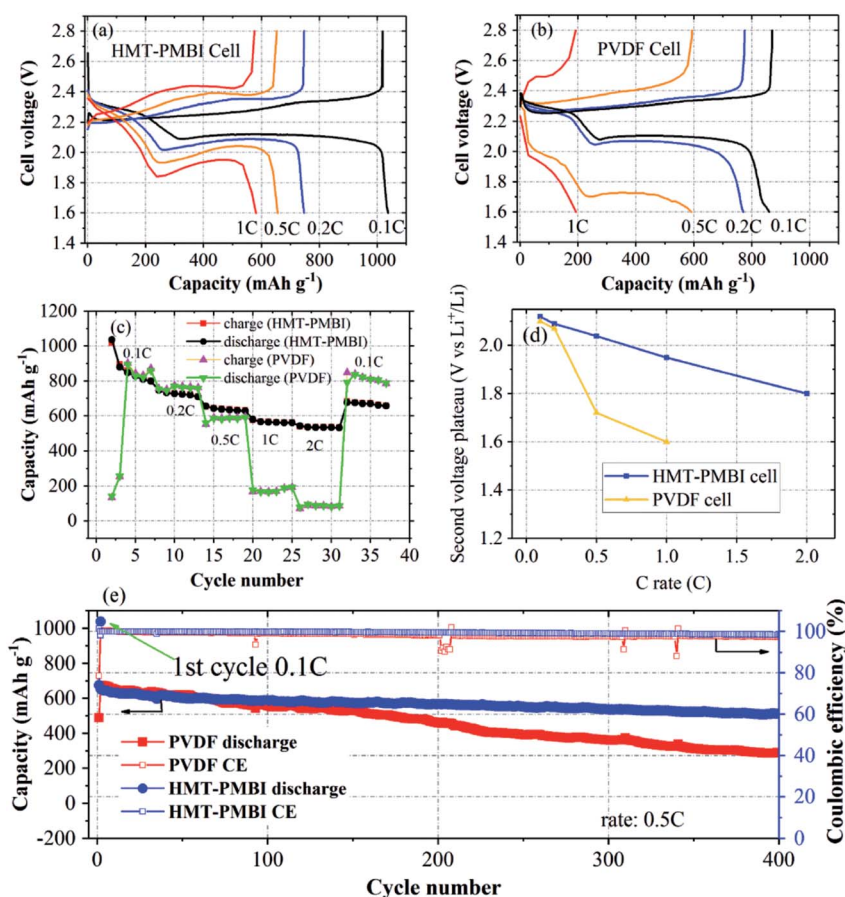 (a)
HMT-PMBI Cell
2.8
2.6
2.4
2.2
2.0
1.8
1.6
1.4
Cell voltage (V)
1C
0.5C
0.2C
0.1C
0
200
400
600
800
1000
Capacity (mAh g⁻¹)
(b)
PVDF Cell
2.8
2.6
2.4
2.2
2.0
1.8
1.6
1.4
Cell voltage (V)
1C
0.5C
0.2C
0.1C
0
200
400
600
800
1000
Capacity (mAh g⁻¹)
(c)
charge (HMT-PMBI)
discharge (HMT-PMBI)
charge (PVDF)
discharge (PVDF)
1200
1000
800
600
400
200
0
Capacity (mAh g⁻¹)
0.1C
0.2C
0.5C
1C
2C
0.1C
0
5
10
15
20
25
30
35
40
Cycle number
(d)
2.0
1.8
1.6
1.4
1.2
Second voltage plateau (V vs Li⁺/Li)
HMT-PMBI cell
PVDF cell
0.0
0.5
1.0
1.5
2.0
C rate (C)
(e)
1000
800
600
400
200
0
-200
Capacity (mAh g⁻¹)
1st cycle 0.1C
PVDF discharge
PVDF CE
HMT-PMBI discharge
HMT-PMBI CE
rate: 0.5C
100
80
60
40
20
0
Coulombic efficiency (%)
0
100
200
300
400
Cycle number